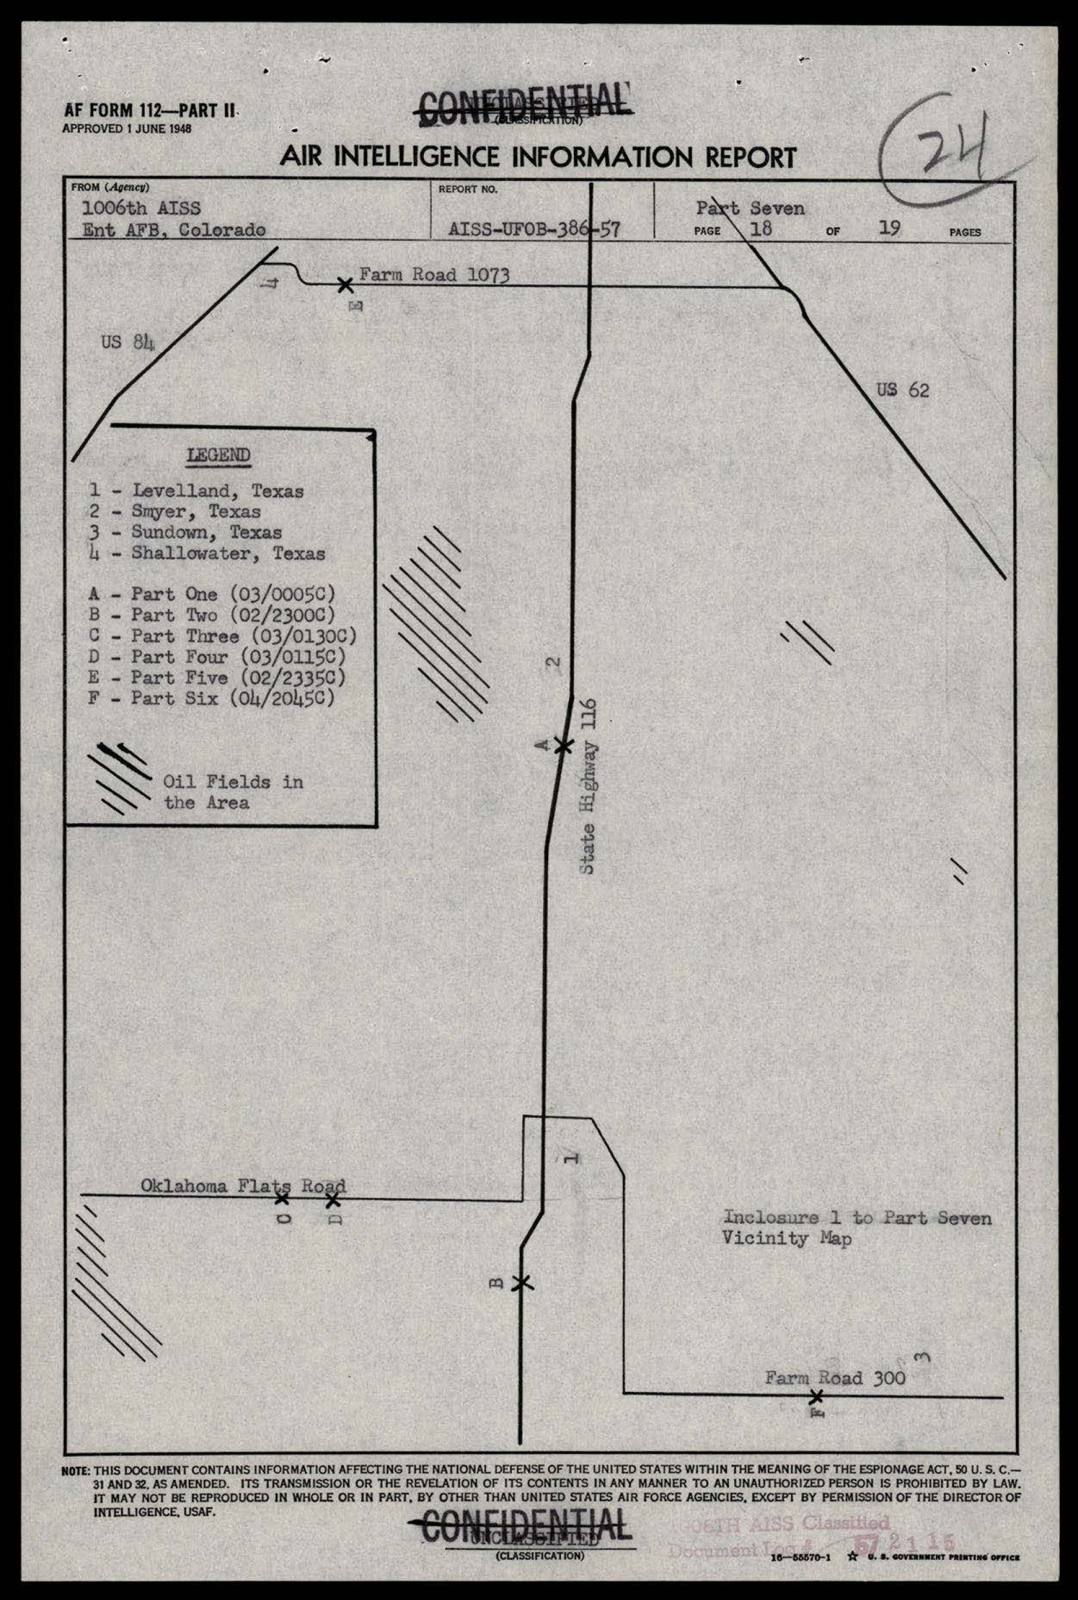 CONFIDENTIAL
AF FORM 112—PART II
APPROVED 1 JUNE 1948
(CLASSIFICATION)
AIR INTELLIGENCE INFORMATION REPORT
24
FROM (Agency)
1006th AISS
Ent AFB, Colorado
REPORT NO.
AISS-UFOB-386-57
Part Seven
PAGE 18 OF 19 PAGES
4
Farm Road 1073
E
US 84
US 62
LEGEND
1 - Levelland, Texas
2 - Smyer, Texas
3 - Sundown, Texas
4 - Shallowater, Texas
A - Part One (03/0005C)
B - Part Two (02/2300C)
C - Part Three (03/0130C)
D - Part Four (03/0115C)
E - Part Five (02/2335C)
F - Part Six (04/2045C)
Oil Fields in
the Area
2
A
State Highway 116
1
Oklahoma Flats Road
C
D
Inclosure 1 to Part Seven
Vicinity Map
B
3
Farm Road 300
F
NOTE: THIS DOCUMENT CONTAINS INFORMATION AFFECTING THE NATIONAL DEFENSE OF THE UNITED STATES WITHIN THE MEANING OF THE ESPIONAGE ACT, 50 U. S. C.—
31 AND 32, AS AMENDED. ITS TRANSMISSION OR THE REVELATION OF ITS CONTENTS IN ANY MANNER TO AN UNAUTHORIZED PERSON IS PROHIBITED BY LAW.
IT MAY NOT BE REPRODUCED IN WHOLE OR IN PART, BY OTHER THAN UNITED STATES AIR FORCE AGENCIES, EXCEPT BY PERMISSION OF THE DIRECTOR OF
INTELLIGENCE, USAF.
CONFIDENTIAL
UNCLASSIFIED
(CLASSIFICATION)
1006TH AISS Classified
Document Log #
57 2115
16—55570-1 ☆ U. S. GOVERNMENT PRINTING OFFICE